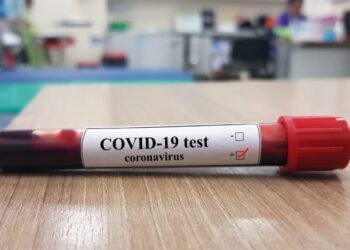 COVID-19 test
coronavirus
-
+